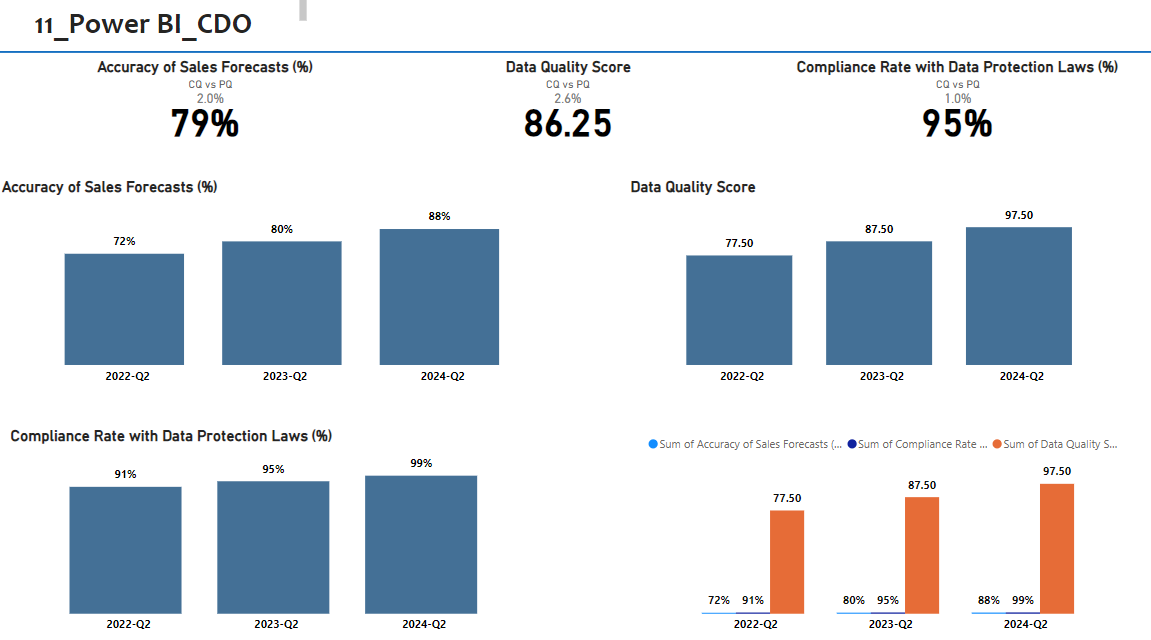 11_Power BI_CDO
Accuracy of Sales Forecasts (%)
CQ vs PQ
2.0%
79%
Data Quality Score
CQ vs PQ
2.6%
86.25
Compliance Rate with Data Protection Laws (%)
CQ vs PQ
1.0%
95%
Accuracy of Sales Forecasts (%)
72%
80%
88%
2022-Q2
2023-Q2
2024-Q2
Data Quality Score
77.50
87.50
97.50
2022-Q2
2023-Q2
2024-Q2
Compliance Rate with Data Protection Laws (%)
91%
95%
99%
2022-Q2
2023-Q2
2024-Q2
Sum of Accuracy of Sales Forecasts (... Sum of Compliance Rate ... Sum of Data Quality S...
72% 91% 77.50
80% 95% 87.50
88% 99% 97.50
2022-Q2
2023-Q2
2024-Q2